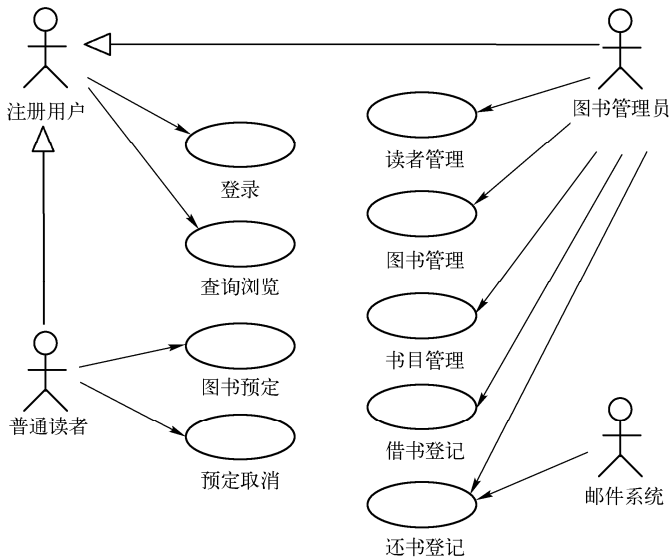 注册用户
图书管理员
读者管理
登录
图书管理
查询浏览
书目管理
图书预定
普通读者
借书登记
预定取消
邮件系统
还书登记